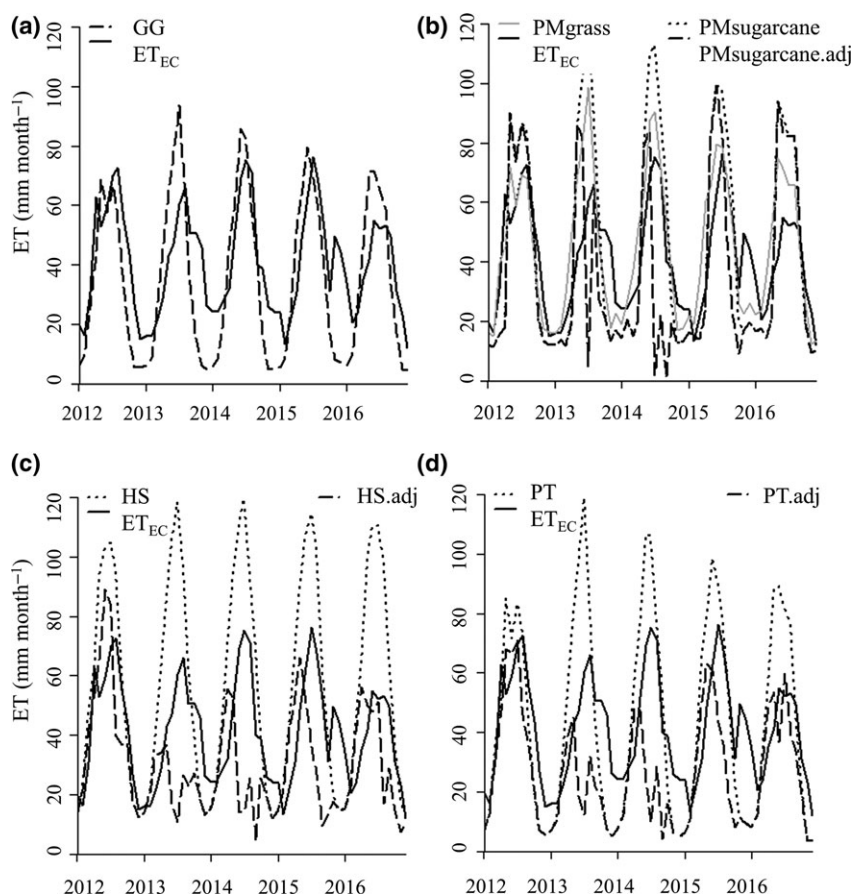 (a)
GG
ET_EC
ET (mm month⁻¹)
120
100
80
60
40
20
0
2012 2013 2014 2015 2016
(b)
PMgrass PMsugarcane
ET_EC PMsugarcane.adj
120
100
80
60
40
20
0
2012 2013 2014 2015 2016
(c)
HS HS.adj
ET_EC
ET (mm month⁻¹)
120
100
80
60
40
20
0
2012 2013 2014 2015 2016
(d)
PT PT.adj
ET_EC
120
100
80
60
40
20
0
2012 2013 2014 2015 2016